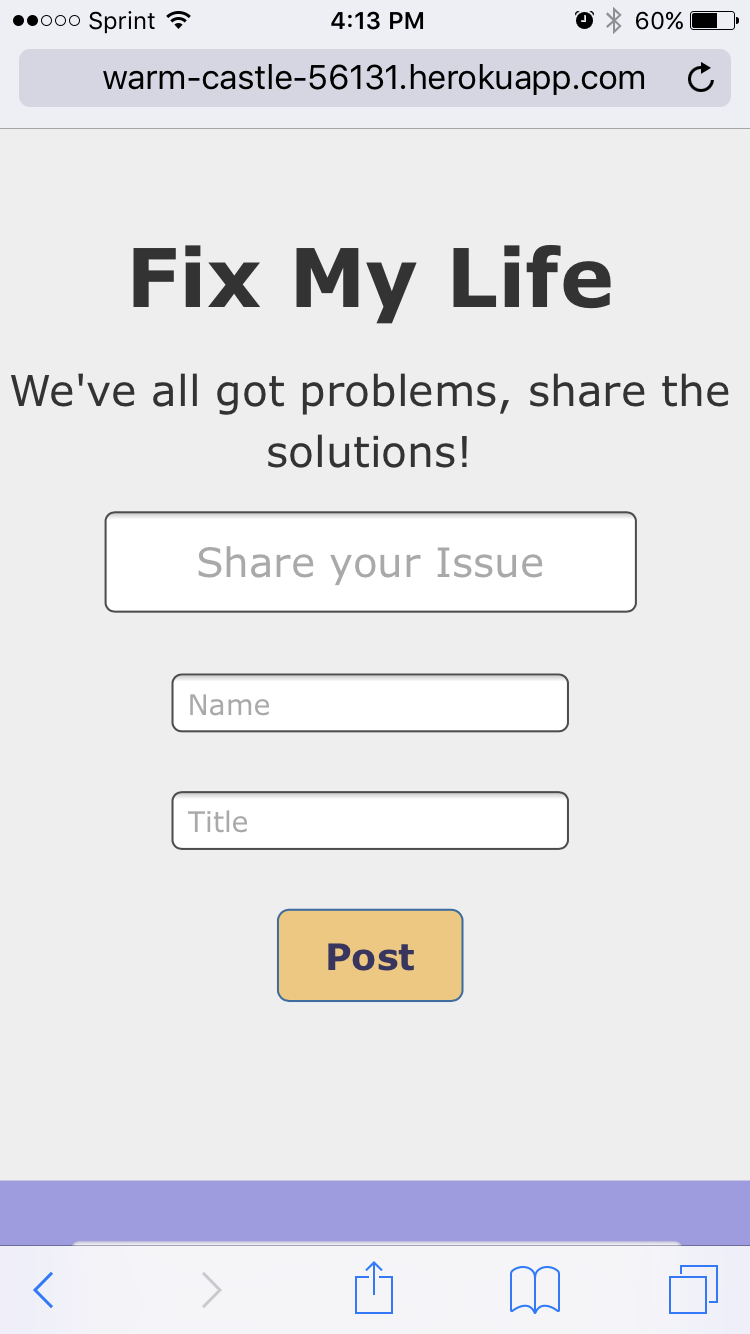 Sprint 4:13 PM 60%
warm-castle-56131.herokuapp.com
Fix My Life
We've all got problems, share the
solutions!
Share your Issue
Name
Title
Post